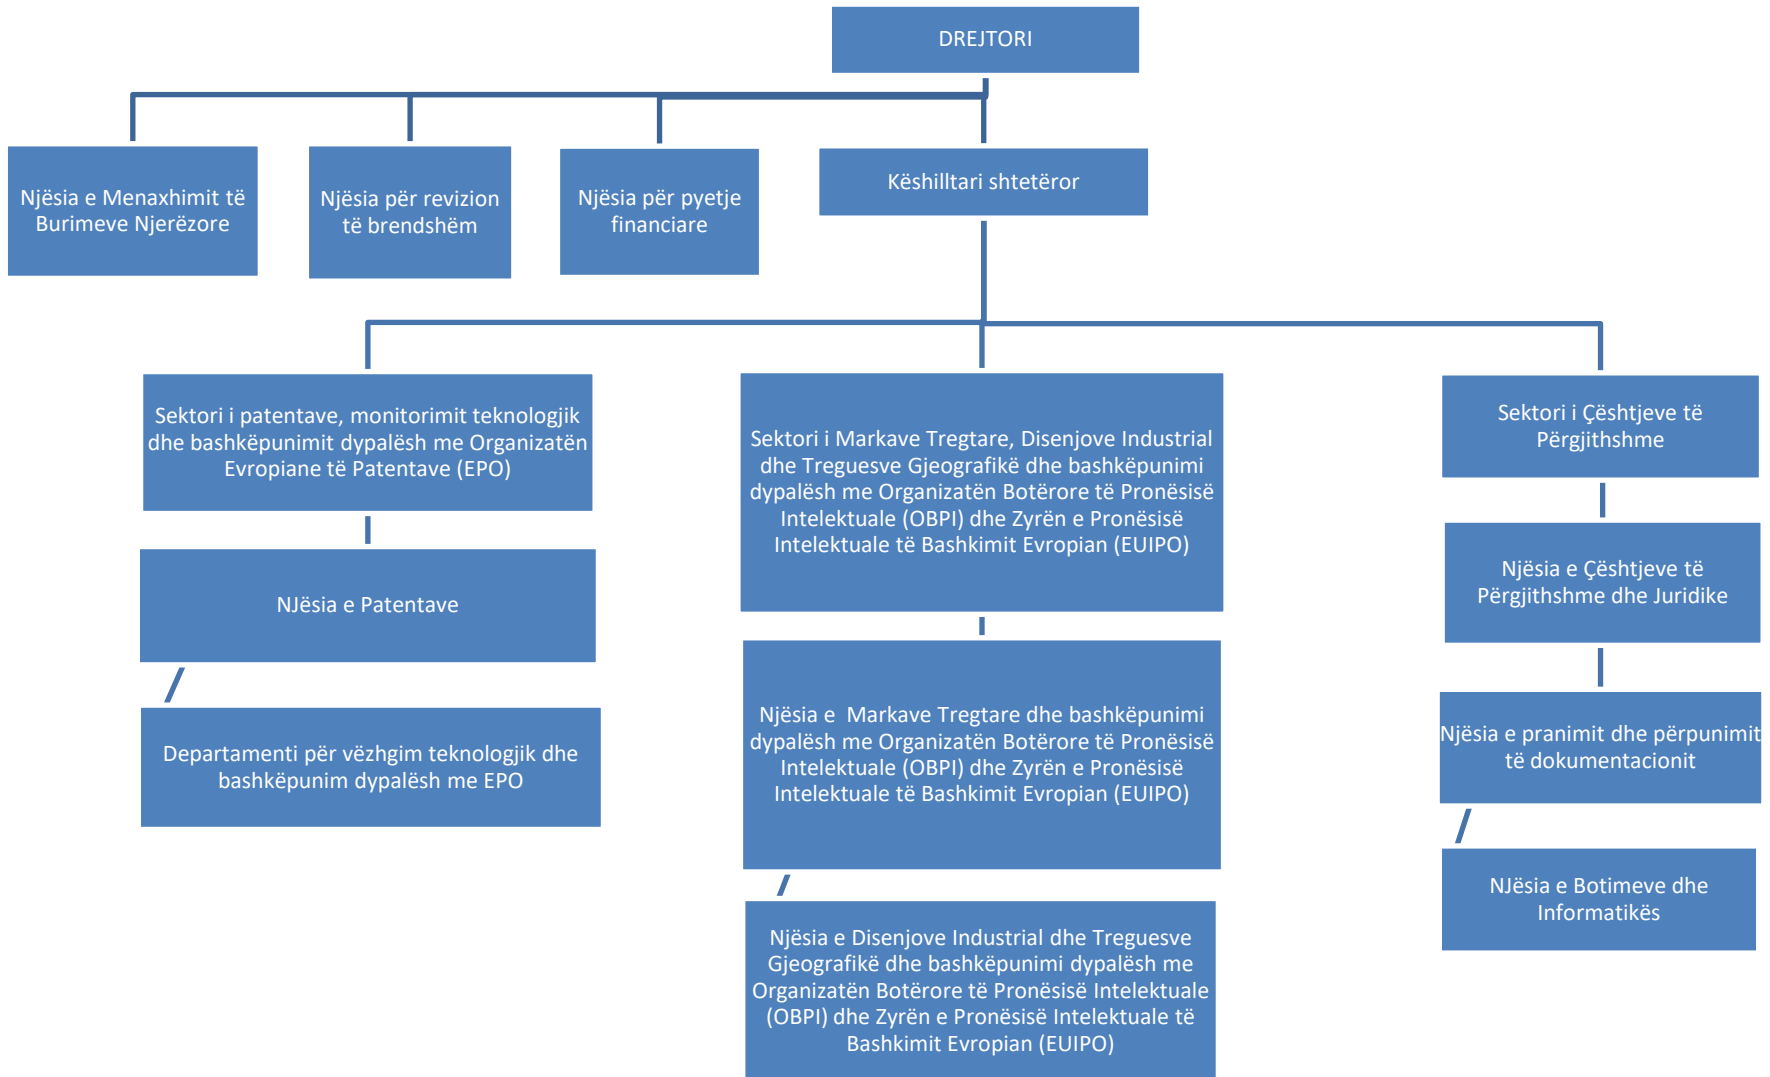 DREJTORI
Njësia e Menaxhimit të
Burimeve Njerëzore
Njësia për revizion
të brendshëm
Njësia për pyetje
financiare
Këshilltari shtetëror
Sektori i patentave, monitorimit teknologjik
dhe bashkëpunimit dypalësh me Organizatën
Evropiane të Patentave (EPO)
NJësia e Patentave
Departamenti për vëzhgim teknologjik dhe
bashkëpunim dypalësh me EPO
Sektori i Markave Tregtare, Disenjove Industrial
dhe Treguesve Gjeografikë dhe bashkëpunimi
dypalësh me Organizatën Botërore të Pronësisë
Intelektuale (OBPI) dhe Zyrën e Pronësisë
Intelektuale të Bashkimit Evropian (EUIPO)
Njësia e  Markave Tregtare dhe bashkëpunimi
dypalësh me Organizatën Botërore të Pronësisë
Intelektuale (OBPI) dhe Zyrën e Pronësisë
Intelektuale të Bashkimit Evropian (EUIPO)
Njësia e Disenjove Industrial dhe Treguesve
Gjeografikë dhe bashkëpunimi dypalësh me
Organizatën Botërore të Pronësisë Intelektuale
(OBPI) dhe Zyrën e Pronësisë Intelektuale të
Bashkimit Evropian (EUIPO)
Sektori i Çështjeve të
Përgjithshme
Njësia e Çështjeve të
Përgjithshme dhe Juridike
Njësia e pranimit dhe përpunimit
të dokumentacionit
NJësia e Botimeve dhe
Informatikës